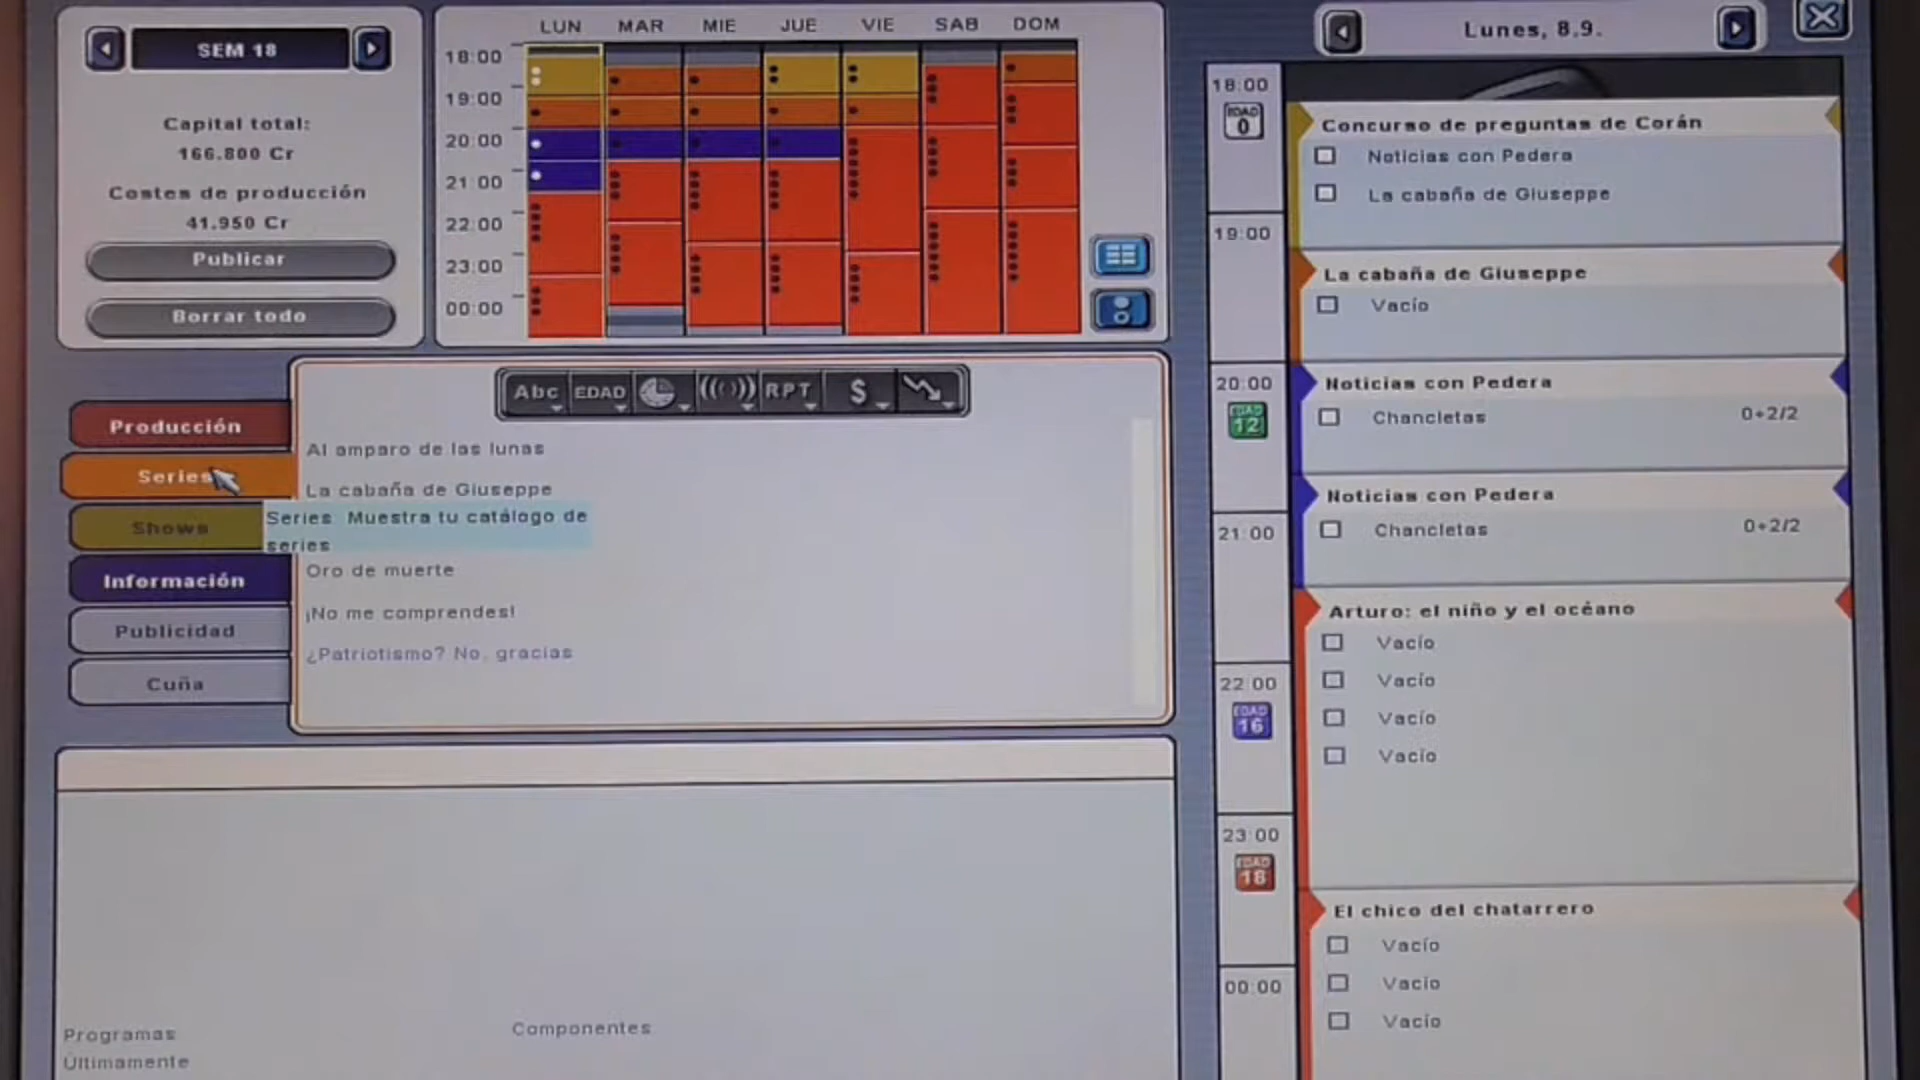 SEM 18
Capital total:
166.800 Cr
Costes de producción
41.950 Cr
Publicar
Borrar todo
LUN MAR MIE JUE VIE SAB DOM
18:00
19:00
20:00
21:00
22:00
23:00
00:00
Lunes, 8.9.
18:00
EDAD
0
Concurso de preguntas de Corán
Noticias con Pedera
La cabaña de Giuseppe
19:00
La cabaña de Giuseppe
Vacío
20:00
EDAD
12
Noticias con Pedera
Chancletas 0+2/2
Noticias con Pedera
21:00
Chancletas 0+2/2
Arturo: el niño y el océano
Vacío
22:00
EDAD
16
Vacío
Vacío
Vacío
23:00
EDAD
18
El chico del chatarrero
Vacío
00:00
Vacío
Vacío
Producción
Series
Shows
Información
Publicidad
Cuña
Abc EDAD ((())) RPT $
Al amparo de las lunas
La cabaña de Giuseppe
Series: Muestra tu catálogo de
series
Oro de muerte
¡No me comprendes!
¿Patriotismo? No, gracias
Programas
Componentes
Últimamente